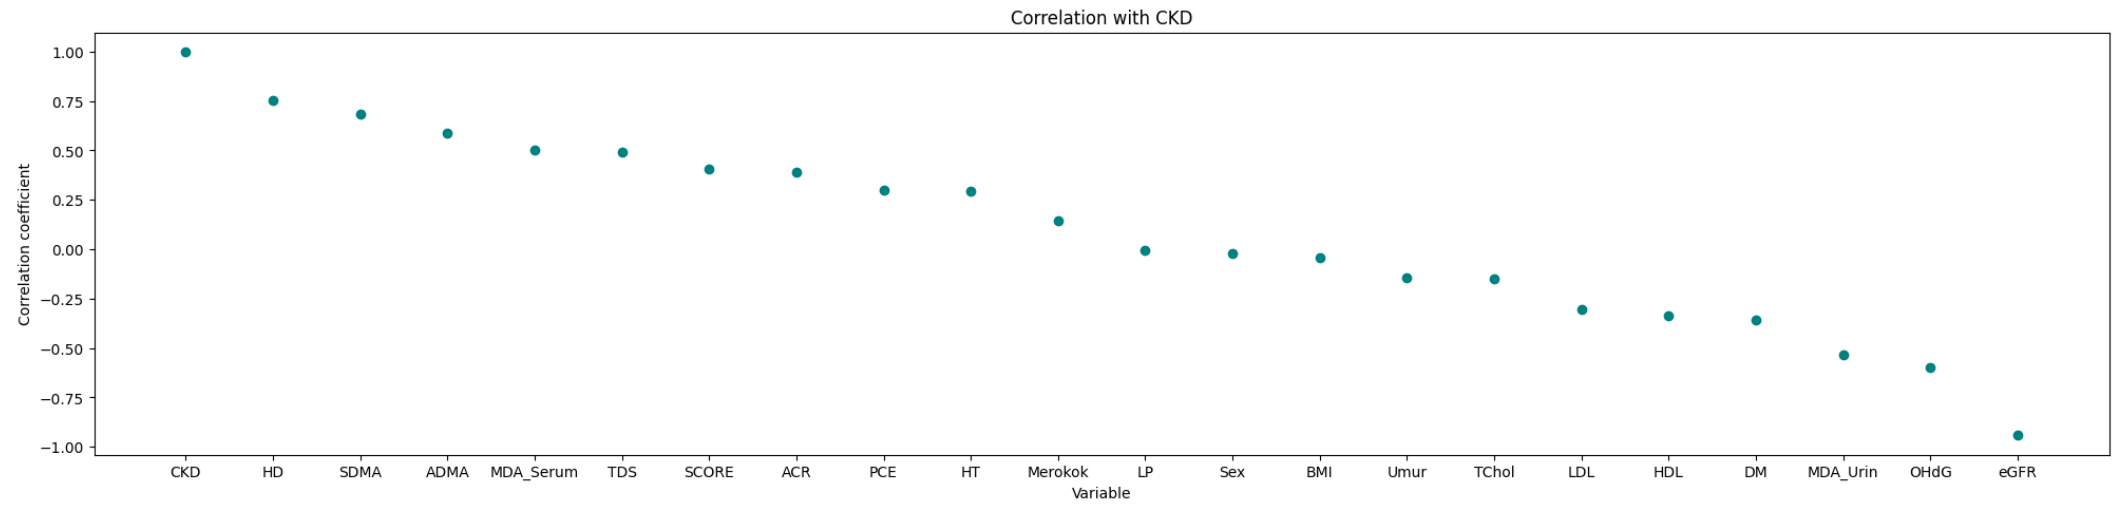 Correlation with CKD
Correlation coefficient
1.00
0.75
0.50
0.25
0.00
−0.25
−0.50
−0.75
−1.00
CKD HD SDMA ADMA MDA_Serum TDS SCORE ACR PCE HT Merokok LP Sex BMI Umur TChol LDL HDL DM MDA_Urin OHdG eGFR
Variable